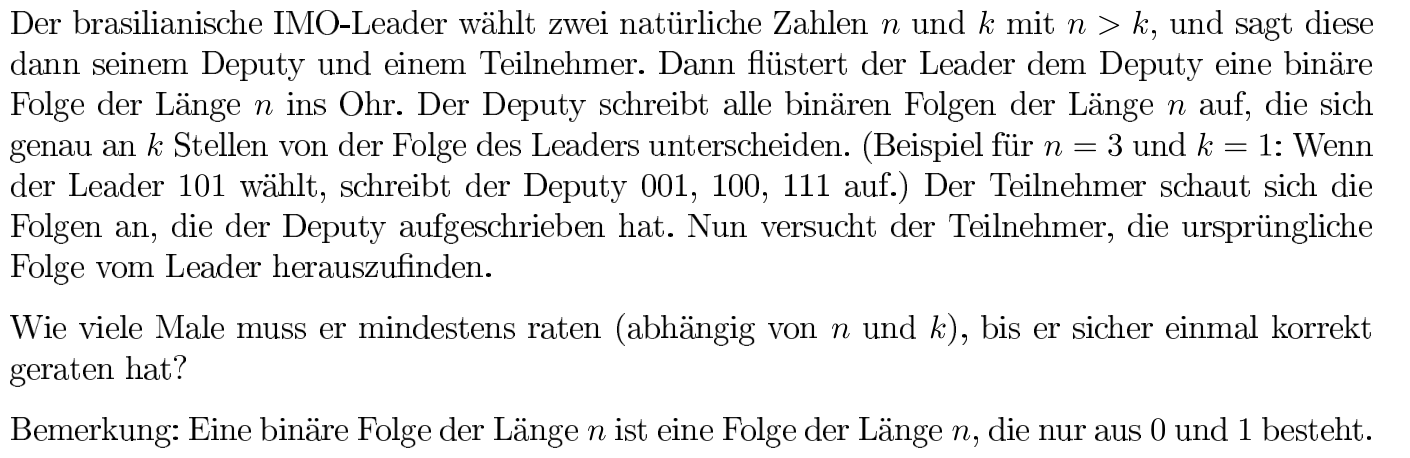 Der brasilianische IMO-Leader wählt zwei natürliche Zahlen n und k mit n > k, und sagt diese
dann seinem Deputy und einem Teilnehmer. Dann flüstert der Leader dem Deputy eine binäre
Folge der Länge n ins Ohr. Der Deputy schreibt alle binären Folgen der Länge n auf, die sich
genau an k Stellen von der Folge des Leaders unterscheiden. (Beispiel für n = 3 und k = 1: Wenn
der Leader 101 wählt, schreibt der Deputy 001, 100, 111 auf.) Der Teilnehmer schaut sich die
Folgen an, die der Deputy aufgeschrieben hat. Nun versucht der Teilnehmer, die ursprüngliche
Folge vom Leader herauszufinden.
Wie viele Male muss er mindestens raten (abhängig von n und k), bis er sicher einmal korrekt
geraten hat?
Bemerkung: Eine binäre Folge der Länge n ist eine Folge der Länge n, die nur aus 0 und 1 besteht.